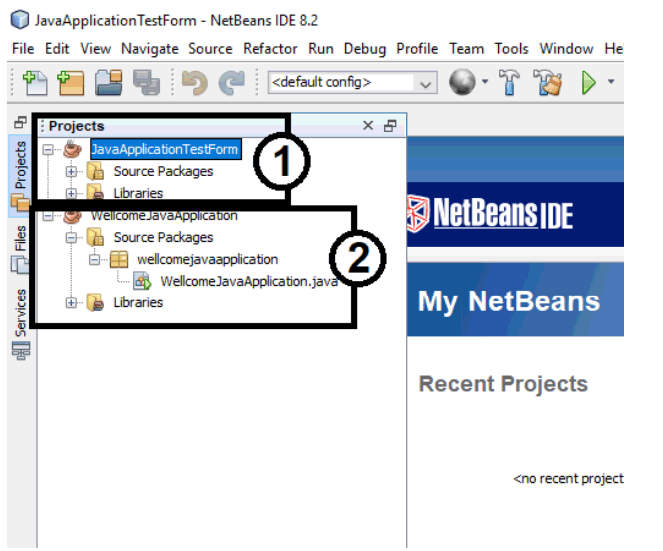 JavaApplicationTestForm - NetBeans IDE 8.2
File Edit View Navigate Source Refactor Run Debug Profile Team Tools Window He
<default config>
Projects
Files
Services
Projects
JavaApplicationTestForm
Source Packages
Libraries
1
WellcomeJavaApplication
Source Packages
wellcomejavaapplication
WellcomeJavaApplication.java
Libraries
2
NetBeans IDE
My NetBeans
Recent Projects
<no recent project